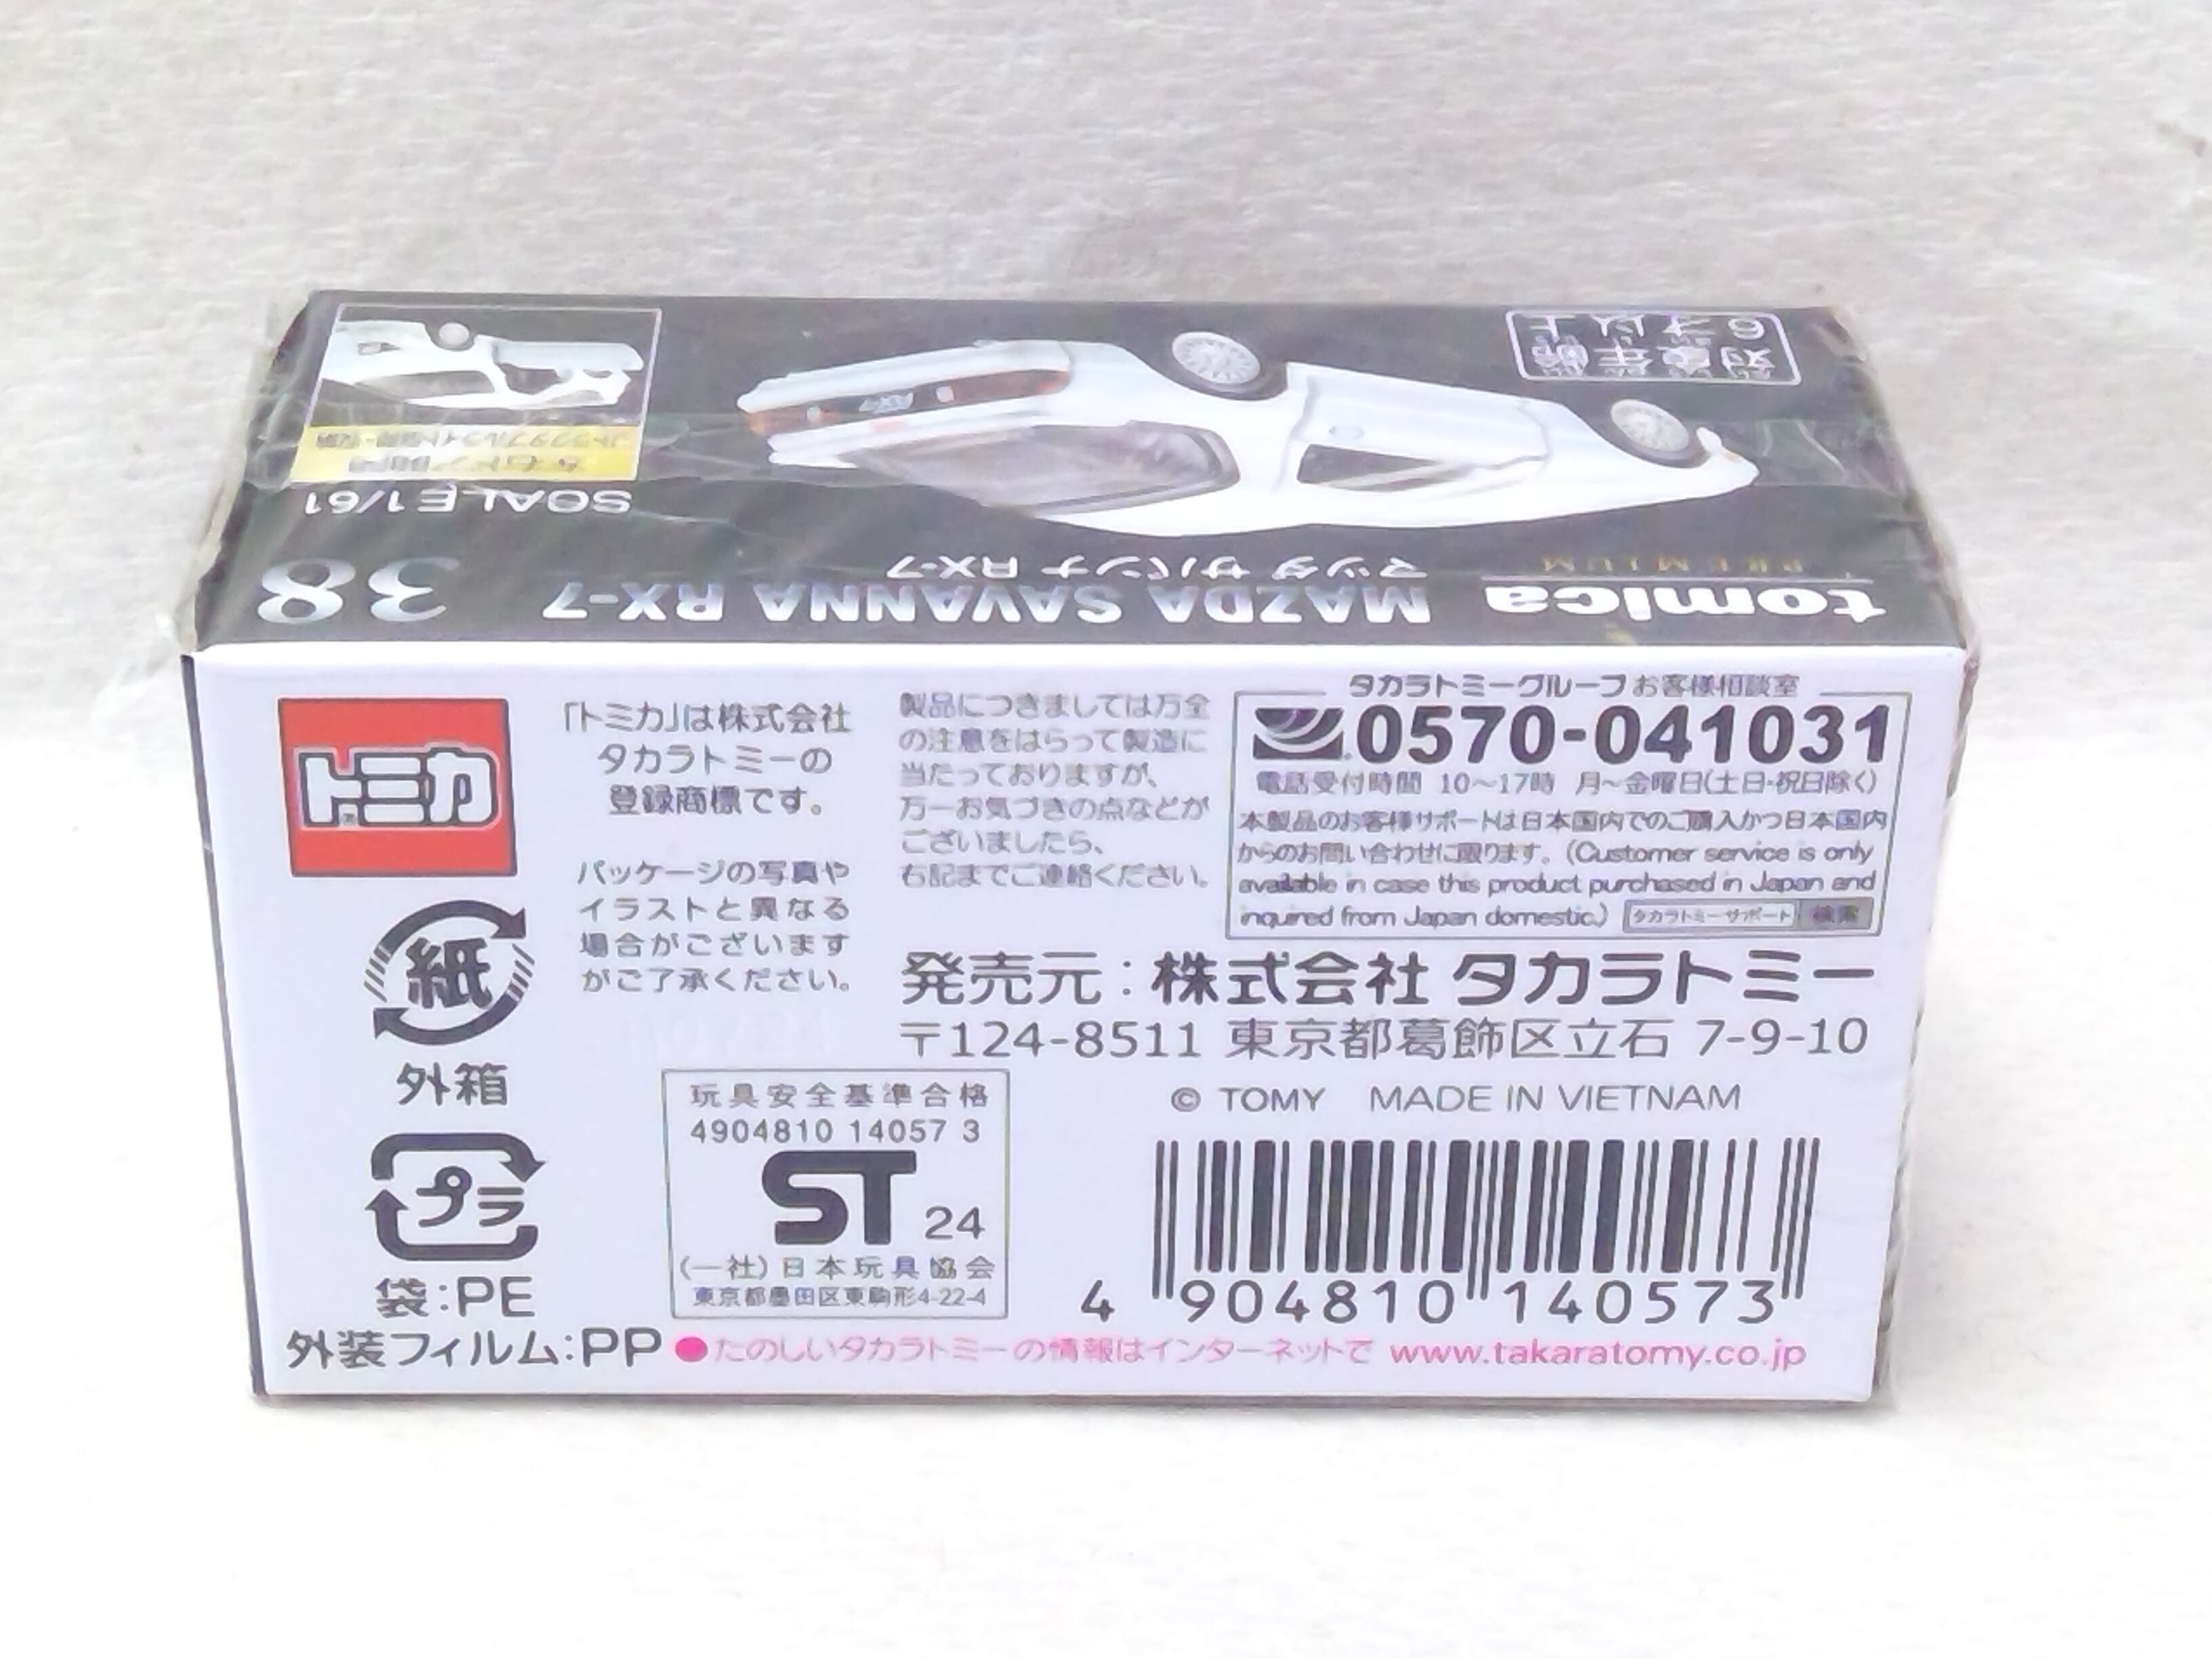 tomica
PREMIUM
MAZDA SAVANNA RX-7
マツダ サバンナ RX-7
38
SCALE 1/61
対象年齢
6才以上
トミカ
「トミカ」は株式会社
タカラトミーの
登録商標です。
パッケージの写真や
イラストと異なる
場合がございます
がご了承ください。
製品につきましては万全
の注意をはらって製造に
当たっておりますが、
万一お気づきの点などが
ございましたら、
右記までご連絡ください。
タカラトミーグループお客様相談室
0570-041031
電話受付時間 10〜17時 月〜金曜日(土日・祝日除く)
本製品のお客様サポートは日本国内でのご購入かつ日本国内
からのお問い合わせに限ります。(Customer service is only
available in case this product purchased in Japan and
inquired from Japan domestic.) タカラトミーサポート 検索
発売元:株式会社 タカラトミー
〒124-8511 東京都葛飾区立石 7-9-10
© TOMY MADE IN VIETNAM
紙
外箱
プラ
袋:PE
外装フィルム:PP
玩具安全基準合格
4904810 14057 3
ST 24
(一社)日本玩具協会
東京都墨田区東駒形4-22-4
4 904810 140573
●たのしいタカラトミーの情報はインターネットで www.takaratomy.co.jp